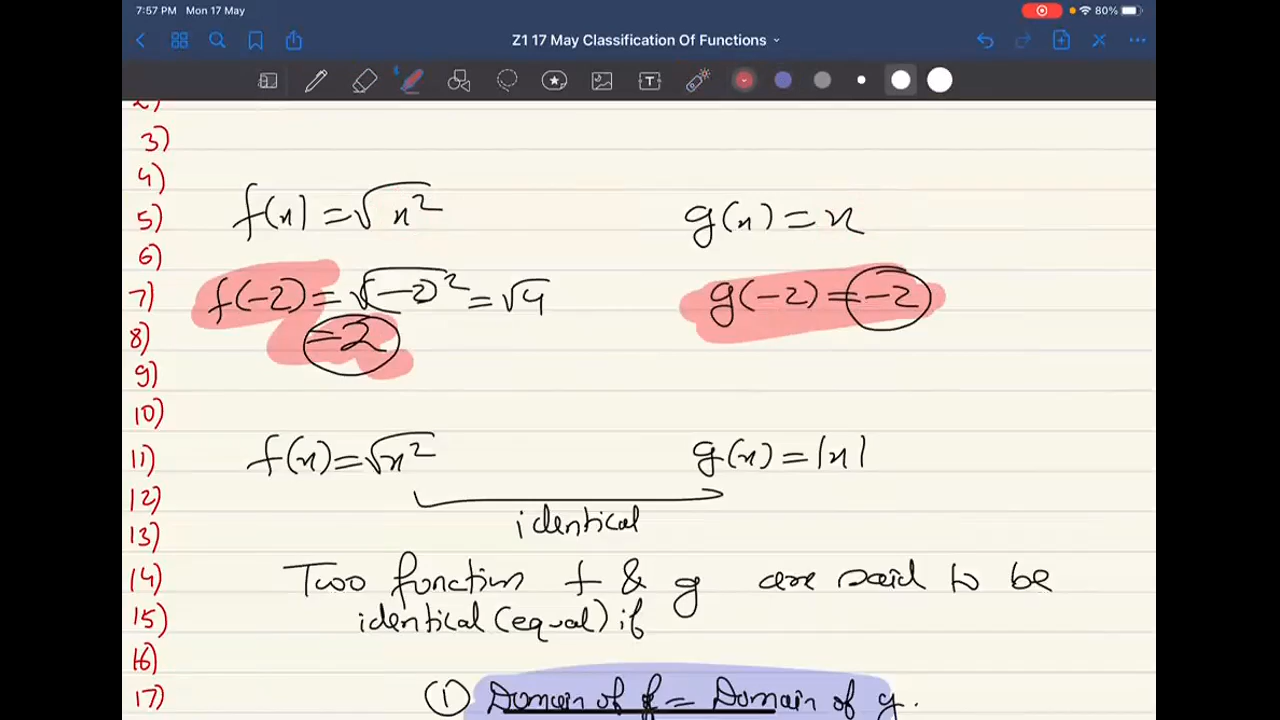 7:57 PM Mon 17 May
80%
Z1 17 May Classification Of Functions
2)
3)
4)
5) f(x) = √x² g(x) = x
6)
7) f(-2) = √(-2)² = √4 g(-2) = -2
8) = 2
9)
10)
11) f(x) = √x² g(x) = |x|
12)
13) identical
14) Two function f & g are said to be
15) identical (equal) if
16)
17) ① Domain of f = Domain of g.